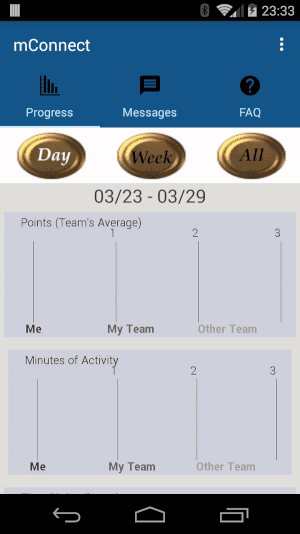 23:33
mConnect
Progress Messages FAQ
Day Week All
03/23 - 03/29
Points (Team's Average)
1 2 3
Me My Team Other Team
Minutes of Activity
1 2 3
Me My Team Other Team